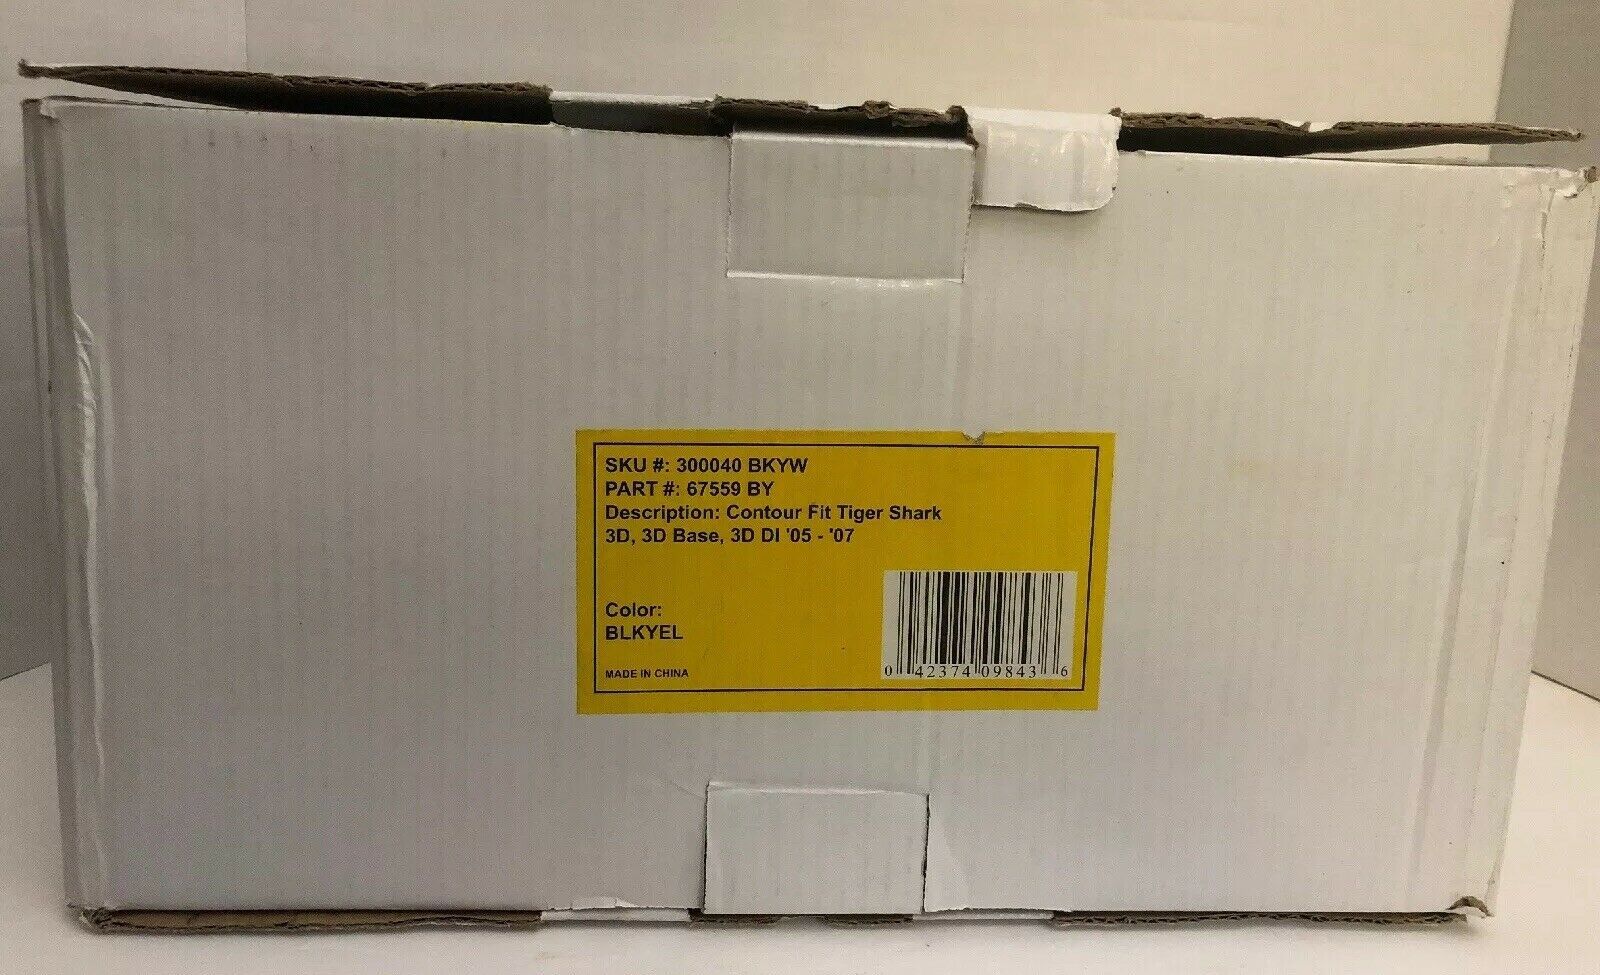 SKU #: 300040 BKYW
PART #: 67559 BY
Description: Contour Fit Tiger Shark
3D, 3D Base, 3D DI '05 - '07
Color:
BLKYEL
MADE IN CHINA
0 42374 09843 6